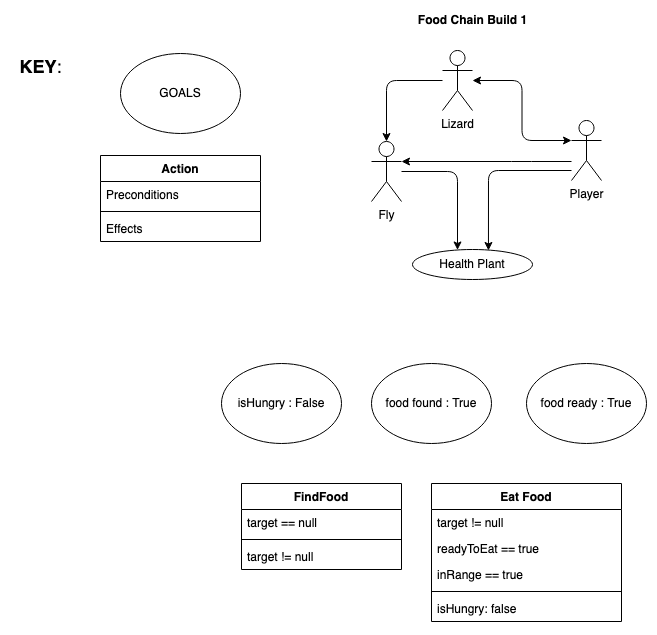 Food Chain Build 1
KEY:
GOALS
Action
Preconditions
Effects
Lizard
Player
Fly
Health Plant
isHungry : False
food found : True
food ready : True
FindFood
target == null
target != null
Eat Food
target != null
readyToEat == true
inRange == true
isHungry: false